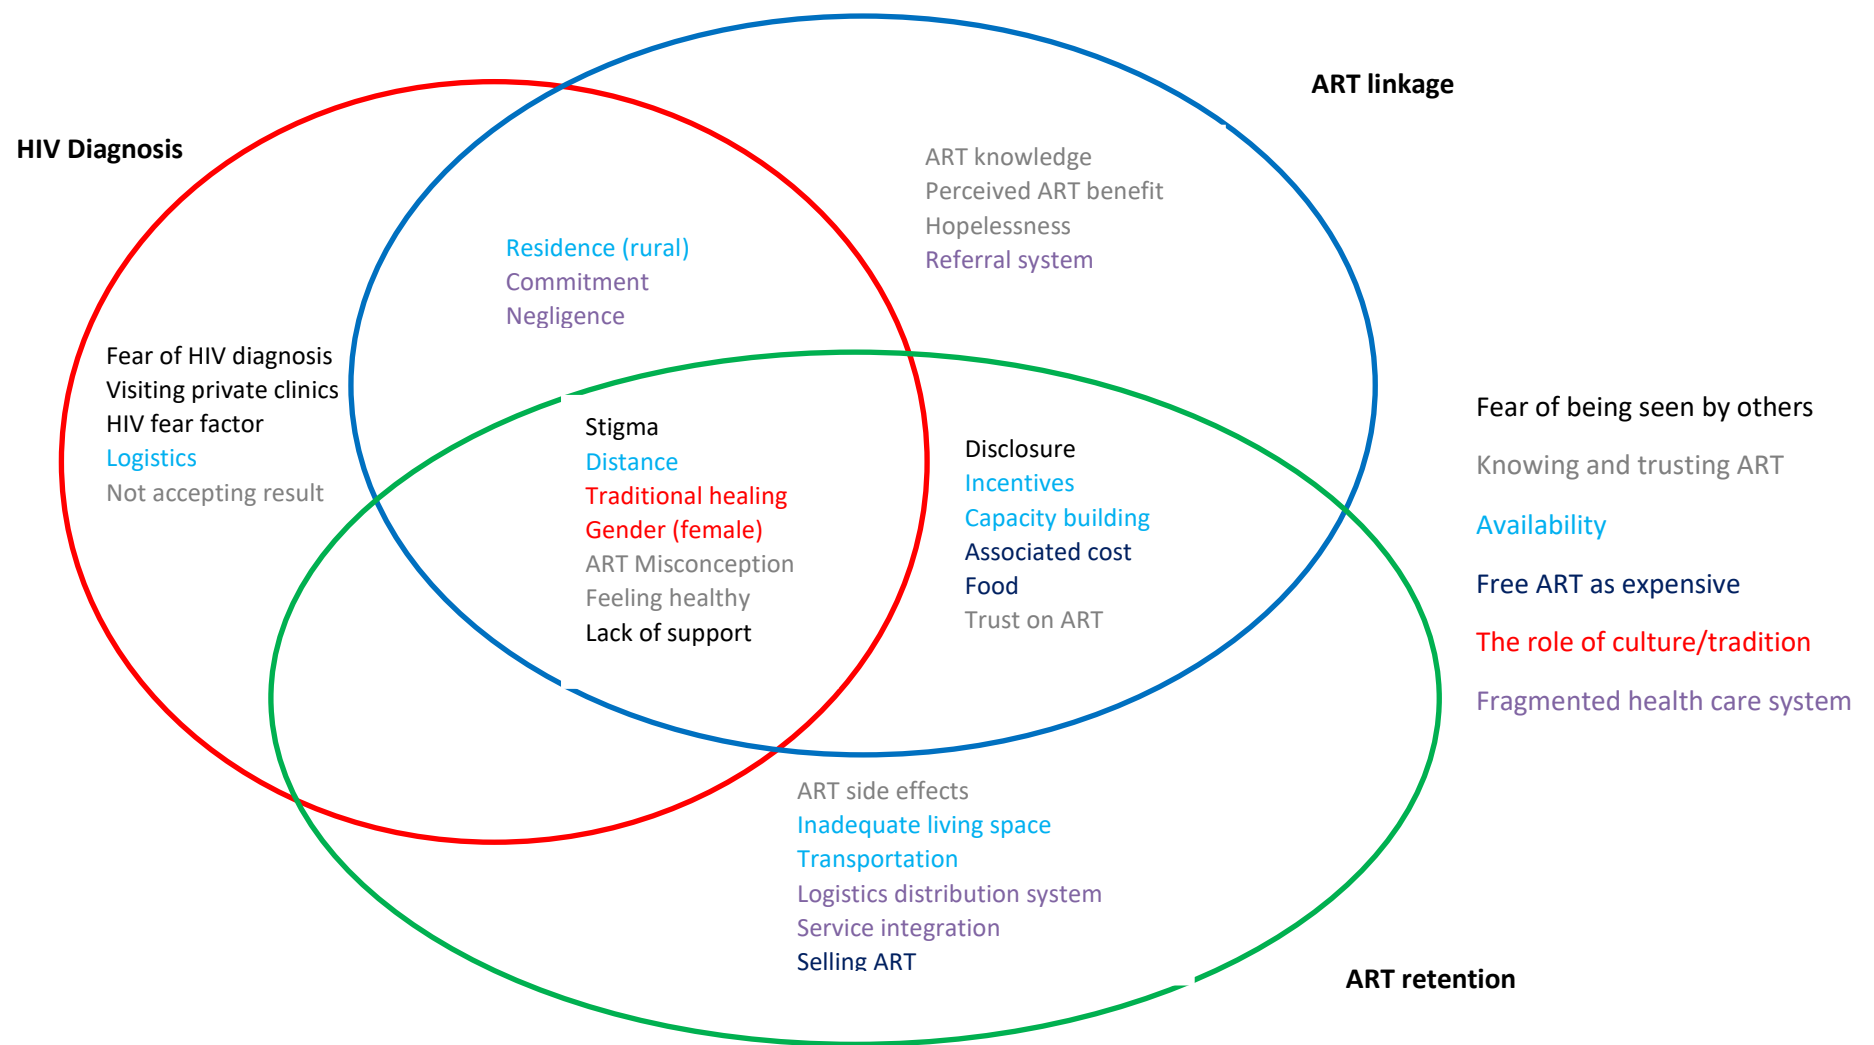 ART linkage
HIV Diagnosis
ART knowledge
Perceived ART benefit
Hopelessness
Referral system
Residence (rural)
Commitment
Negligence
Fear of HIV diagnosis
Visiting private clinics
HIV fear factor
Logistics
Not accepting result
Stigma
Distance
Traditional healing
Gender (female)
ART Misconception
Feeling healthy
Lack of support
Disclosure
Incentives
Capacity building
Associated cost
Food
Trust on ART
Fear of being seen by others
Knowing and trusting ART
Availability
Free ART as expensive
The role of culture/tradition
Fragmented health care system
ART side effects
Inadequate living space
Transportation
Logistics distribution system
Service integration
Selling ART
ART retention